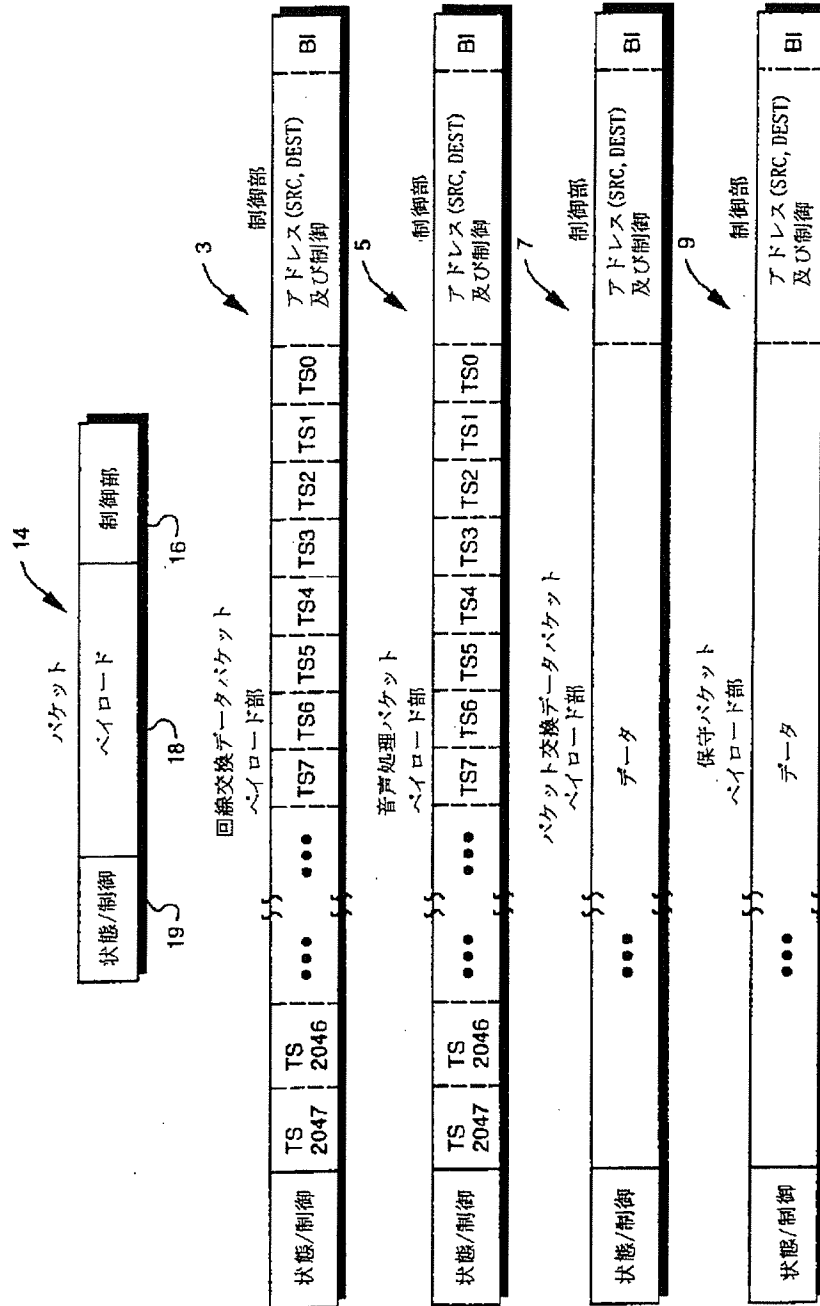 パケット
14
状態/制御
ペイロード
制御部
19
18
16
回線交換データパケット
ペイロード部
制御部
3
状態/制御
TS 2047
TS 2046
•••
•••
TS7
TS6
TS5
TS4
TS3
TS2
TS1
TS0
アドレス(SRC, DEST)
及び制御
BI
音声処理パケット
ペイロード部
制御部
5
状態/制御
TS 2047
TS 2046
•••
•••
TS7
TS6
TS5
TS4
TS3
TS2
TS1
TS0
アドレス(SRC, DEST)
及び制御
BI
パケット交換データパケット
ペイロード部
制御部
7
状態/制御
•••
データ
アドレス(SRC, DEST)
及び制御
BI
保守パケット
ペイロード部
制御部
9
状態/制御
•••
データ
アドレス(SRC, DEST)
及び制御
BI